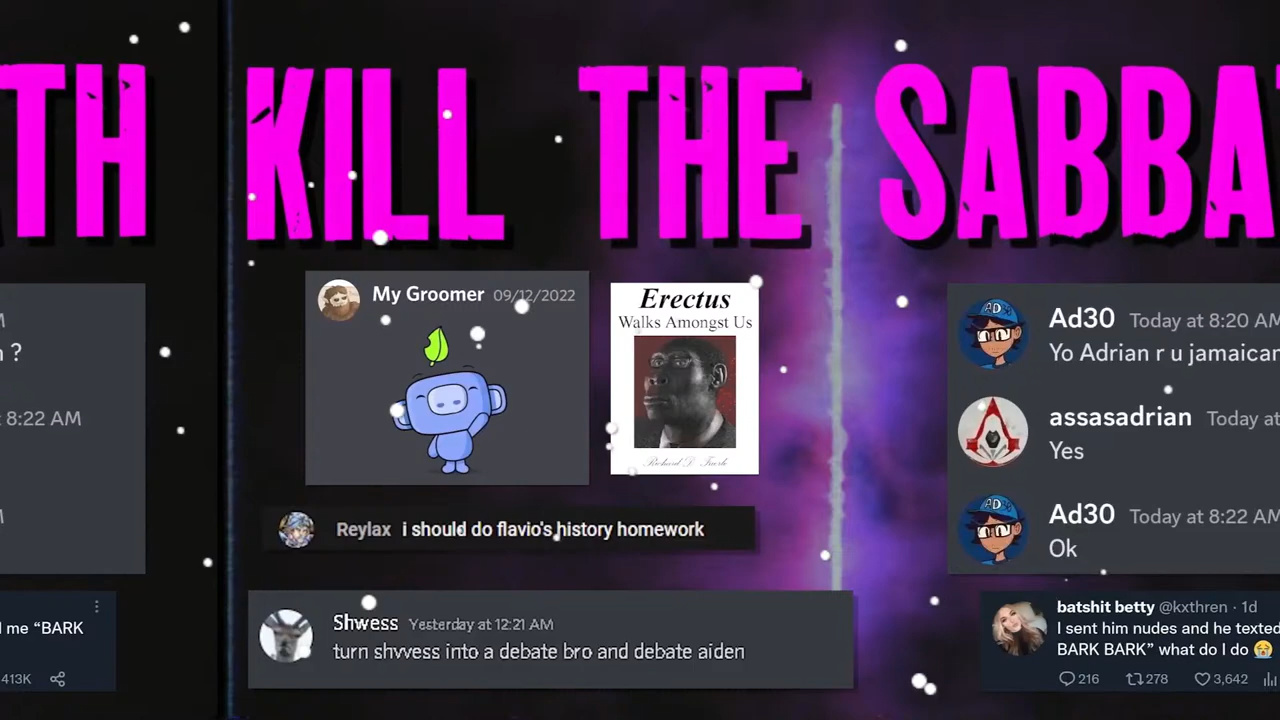 TH KILL THE SABBA
My Groomer 09/12/2022
Erectus
Walks Amongst Us
? 
8:22 AM
Ad30 Today at 8:20 AM
Yo Adrian r u jamaican
assasadrian Today at
Yes
Ad30 Today at 8:22 AM
Ok
Reylax i should do flavio's history homework
Shwess Yesterday at 12:21 AM
turn shvvess into a debate bro and debate aiden
me “BARK
413K
batshit betty @kxthren · 1d
I sent him nudes and he texted
BARK BARK” what do I do 😭
216 278 3,642